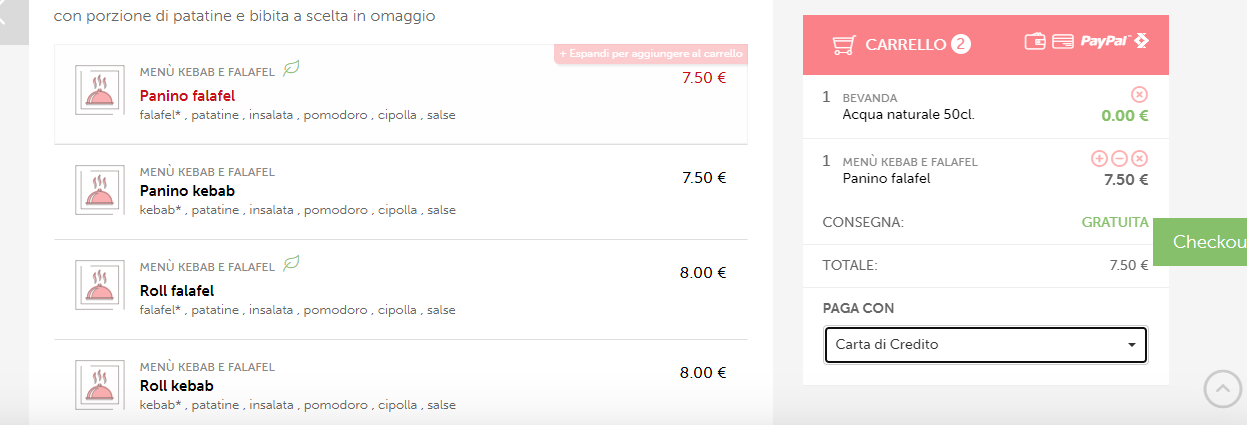 con porzione di patatine e bibita a scelta in omaggio
+ Espandi per aggiungere al carrello
MENÙ KEBAB E FALAFEL
7.50 €
Panino falafel
falafel* , patatine , insalata , pomodoro , cipolla , salse
MENÙ KEBAB E FALAFEL
7.50 €
Panino kebab
kebab* , patatine , insalata , pomodoro , cipolla , salse
MENÙ KEBAB E FALAFEL
8.00 €
Roll falafel
falafel* , patatine , insalata , pomodoro , cipolla , salse
MENÙ KEBAB E FALAFEL
8.00 €
Roll kebab
kebab* , patatine , insalata , pomodoro , cipolla , salse
CARRELLO 2
PayPal
1 BEVANDA
Acqua naturale 50cl.
0.00 €
1 MENÙ KEBAB E FALAFEL
Panino falafel
7.50 €
CONSEGNA: GRATUITA
TOTALE: 7.50 €
PAGA CON
Carta di Credito
Checkou